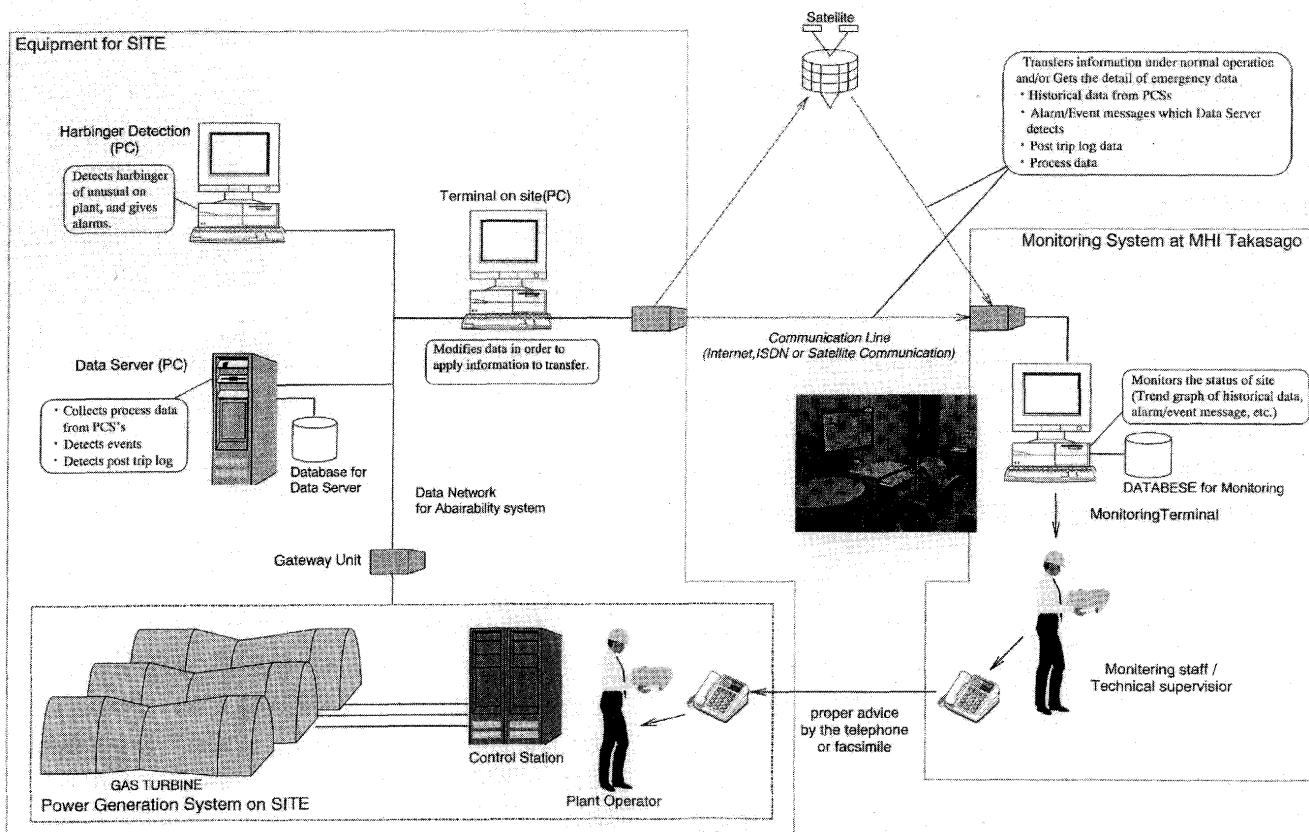 Equipment for SITE
Satellite
Transfers information under normal operation
and/or Gets the detail of emergency data
・ Historical data from PCSs
・ Alarm/Event messages which Data Server
detects
・ Post trip log data
・ Process data
Harbinger Detection
(PC)
Detects harbinger
of unusual on
plant, and gives
alarms.
Terminal on site(PC)
Modifies data in order to
apply information to transfer.
Monitoring System at MHI Takasago
Communication Line
(Internet,ISDN or Satellite Communication)
Data Server (PC)
・ Collects process data
from PCS's
・ Detects events
・ Detects post trip log
Database for
Data Server
Monitors the status of site
(Trend graph of historical data,
alarm/event message, etc.)
DATABESE for Monitoring
MonitoringTerminal
Data Network
for Abairability system
Gateway Unit
Monitering staff /
Technical supervisior
proper advice
by the telephone
or facsimile
Control Station
GAS TURBINE
Plant Operator
Power Generation System on SITE